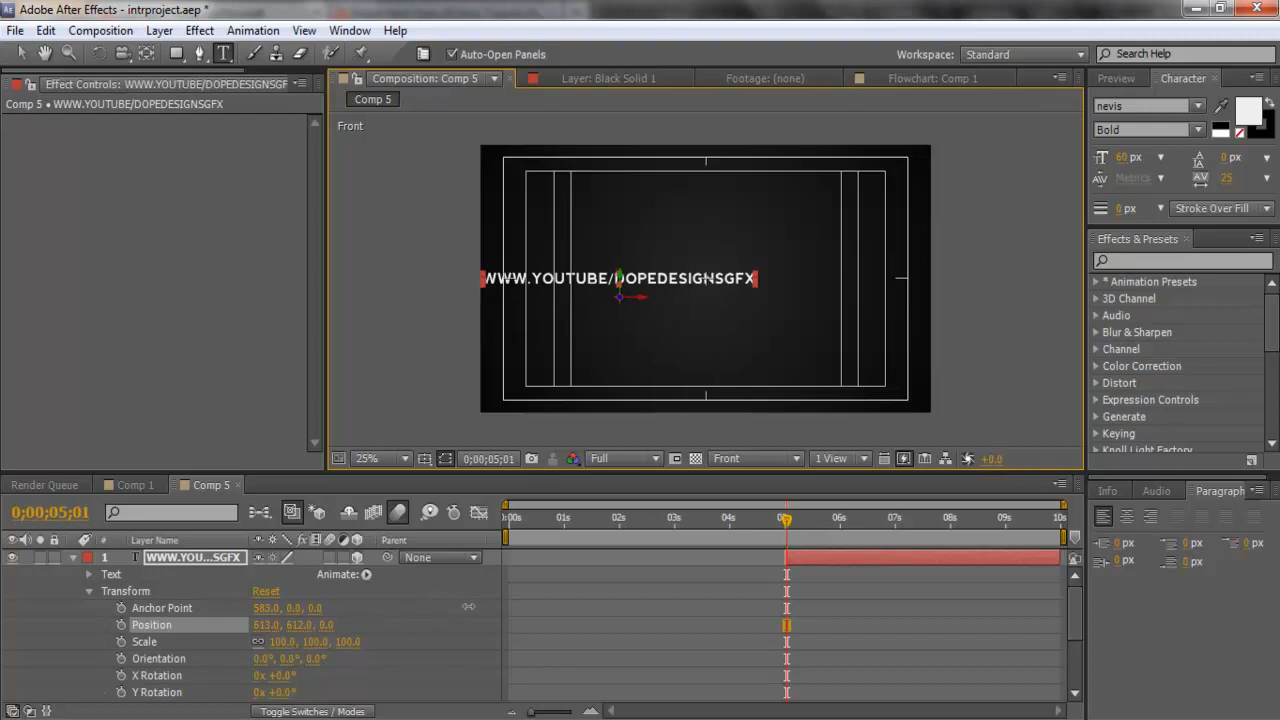 Adobe After Effects - intrproject.aep *
File Edit Composition Layer Effect Animation View Window Help
Auto-Open Panels
Workspace: Standard
Search Help
Effect Controls: WWW.YOUTUBE/DOPEDESIGNSGF
Comp 5 • WWW.YOUTUBE/DOPEDESIGNSGFX
Composition: Comp 5
Layer: Black Solid 1
Footage: (none)
Flowchart: Comp 1
Comp 5
Front
WWW.YOUTUBE/DOPEDESIGNSGFX
25%
0;00;05;01
Full
Front
1 View
+0.0
Preview
Character
nevis
Bold
60 px
0 px
Metrics
25
0 px
Stroke Over Fill
Effects & Presets
* Animation Presets
3D Channel
Audio
Blur & Sharpen
Channel
Color Correction
Distort
Expression Controls
Generate
Keying
Knoll Light Factory
Render Queue
Comp 1
Comp 5
0;00;05;01
Layer Name
Parent
1 T WWW.YOU...SGFX
None
Text
Animate:
Transform
Reset
Anchor Point 583.0, 0.0, 0.0
Position 613.0, 612.0, 0.0
Scale 100.0, 100.0, 100.0
Orientation 0.0°, 0.0°, 0.0°
X Rotation 0x +0.0°
Y Rotation 0x +0.0°
Toggle Switches / Modes
0:00s 01s 02s 03s 04s 06s 07s 08s 09s 10s
Info
Audio
Paragraph
0 px 0 px 0 px
0 px 0 px